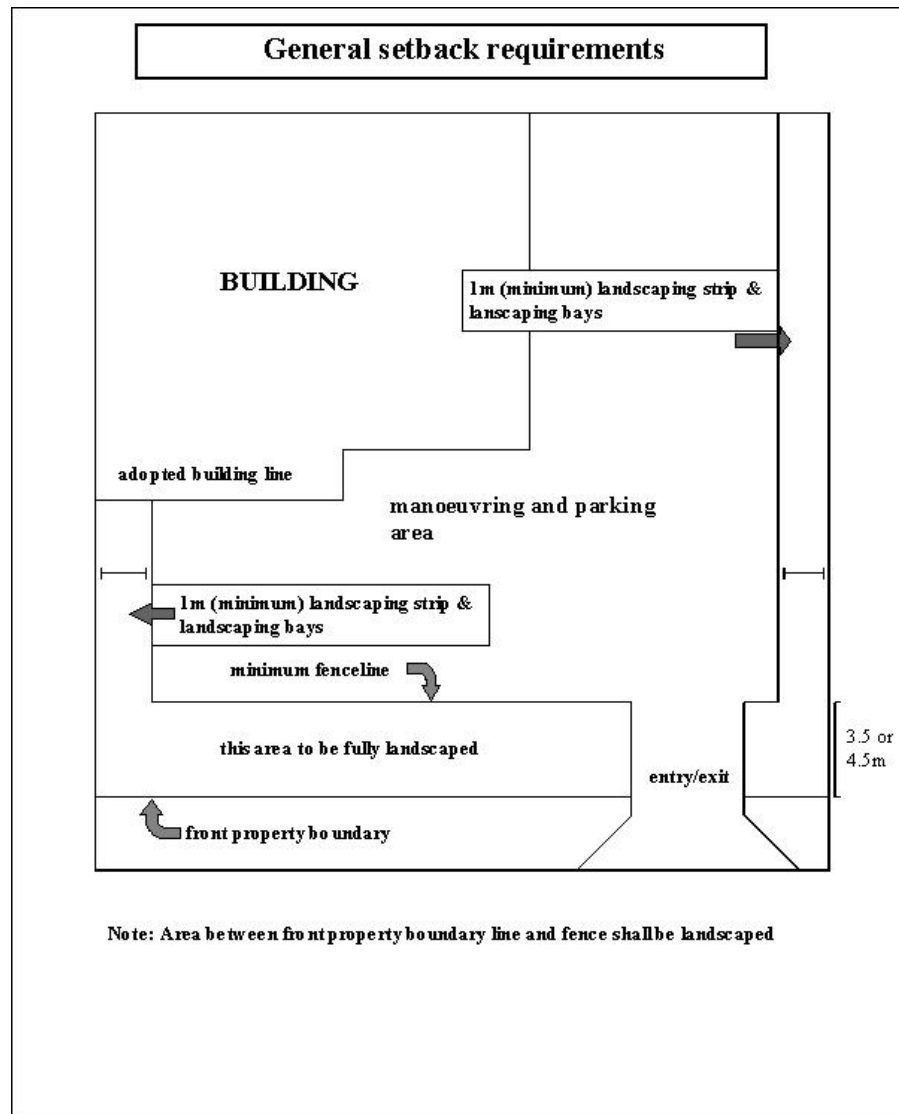 General setback requirements
BUILDING
1m (minimum) landscaping strip &
lanscaping bays
adopted building line
manoeuvring and parking
area
1m (minimum) landscaping strip &
landscaping bays
minimum fenceline
this area to be fully landscaped
3.5 or
4.5m
entry/exit
front property boundary
Note: Area between front property boundary line and fence shall be landscaped